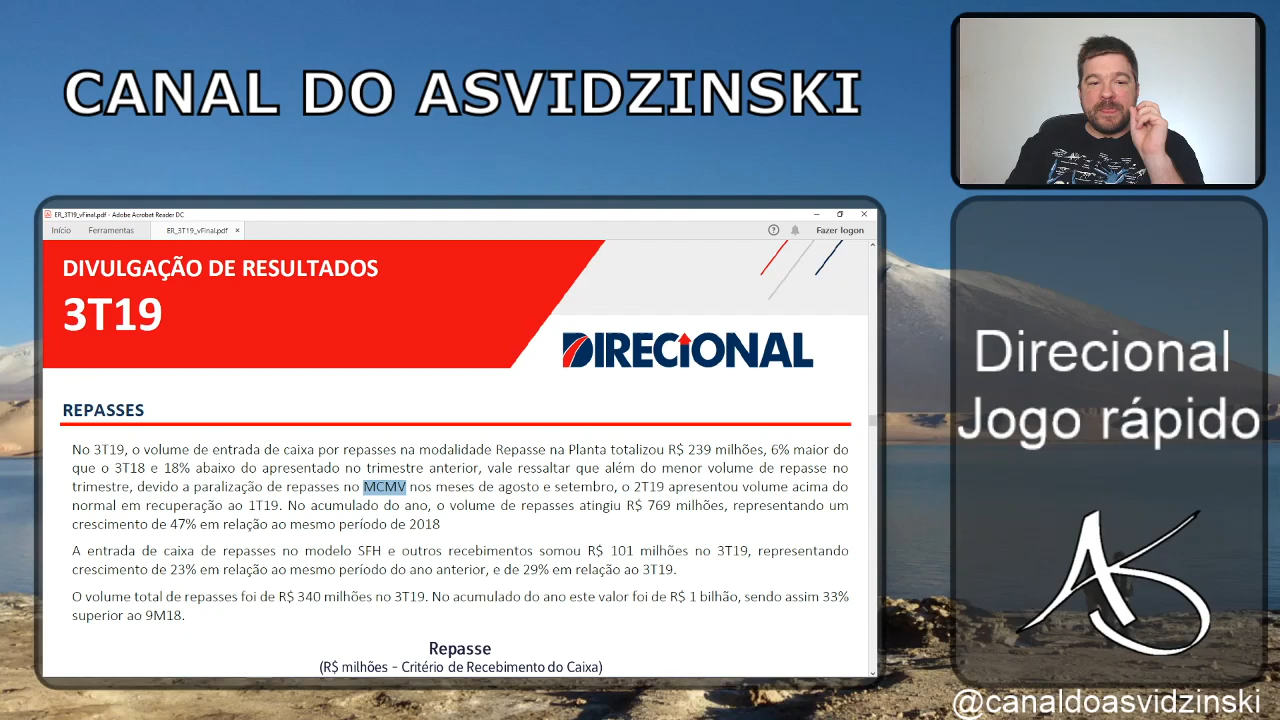 CANAL DO ASVIDZINSKI
ER_3T19_vFinal.pdf - Adobe Acrobat Reader DC
Início Ferramentas ER_3T19_vFinal.pdf × Fazer logon
DIVULGAÇÃO DE RESULTADOS
3T19
DIRECIONAL
REPASSES
No 3T19, o volume de entrada de caixa por repasses na modalidade Repasse na Planta totalizou R$ 239 milhões, 6% maior do
que o 3T18 e 18% abaixo do apresentado no trimestre anterior, vale ressaltar que além do menor volume de repasse no
trimestre, devido a paralização de repasses no MCMV nos meses de agosto e setembro, o 2T19 apresentou volume acima do
normal em recuperação ao 1T19. No acumulado do ano, o volume de repasses atingiu R$ 769 milhões, representando um
crescimento de 47% em relação ao mesmo período de 2018
A entrada de caixa de repasses no modelo SFH e outros recebimentos somou R$ 101 milhões no 3T19, representando
crescimento de 23% em relação ao mesmo período do ano anterior, e de 29% em relação ao 3T19.
O volume total de repasses foi de R$ 340 milhões no 3T19. No acumulado do ano este valor foi de R$ 1 bilhão, sendo assim 33%
superior ao 9M18.
Repasse
(R$ milhões - Critério de Recebimento do Caixa)
Direcional
Jogo rápido
@canaldoasvidzinski